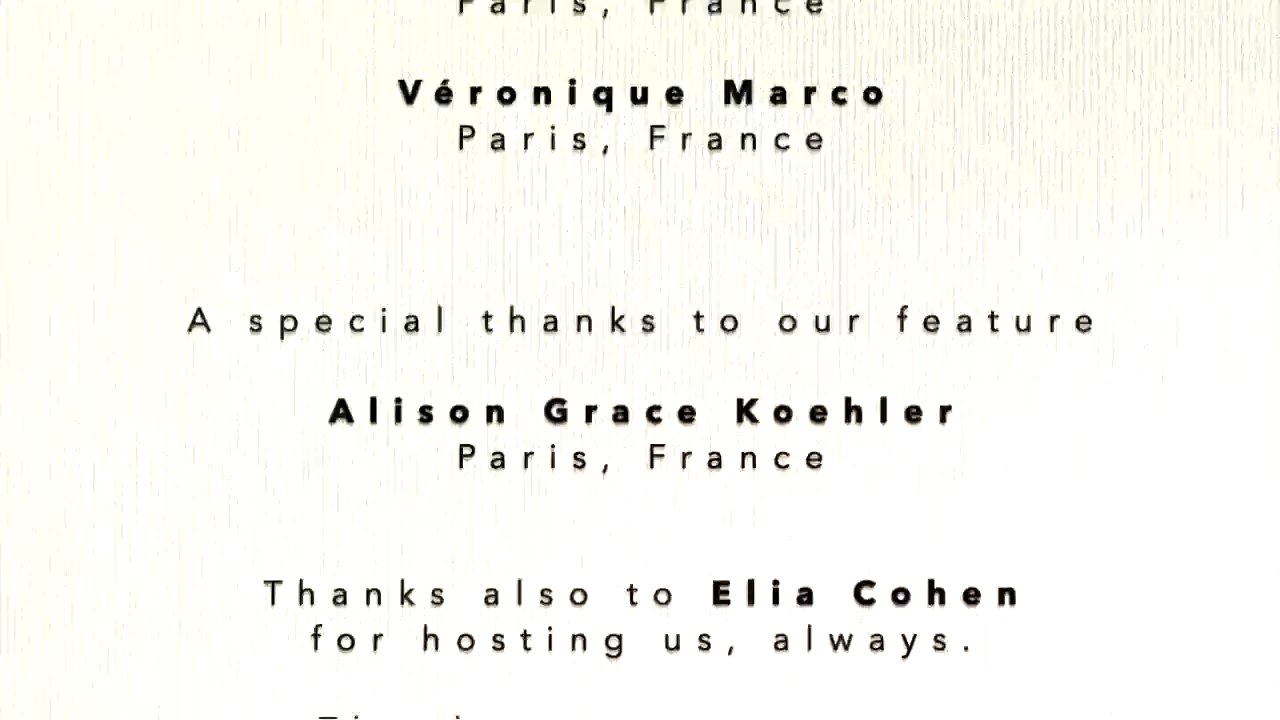 Paris, France
Véronique Marco
Paris, France
A special thanks to our feature
Alison Grace Koehler
Paris, France
Thanks also to Elia Cohen
for hosting us, always.